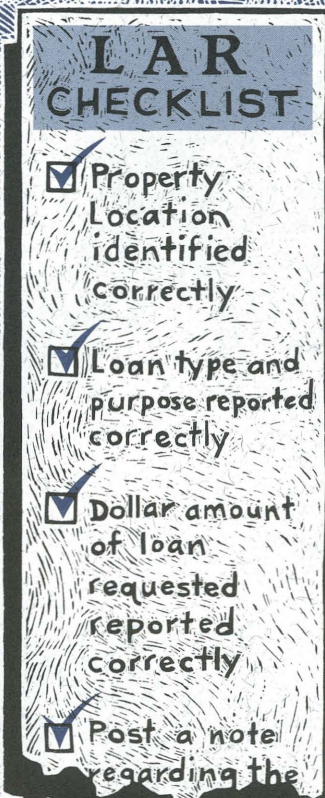 LAR
CHECKLIST
Property
Location
identified
correctly
Loan type and
purpose reported
correctly
Dollar amount
of loan
requested
reported
correctly
Post a note
regarding the